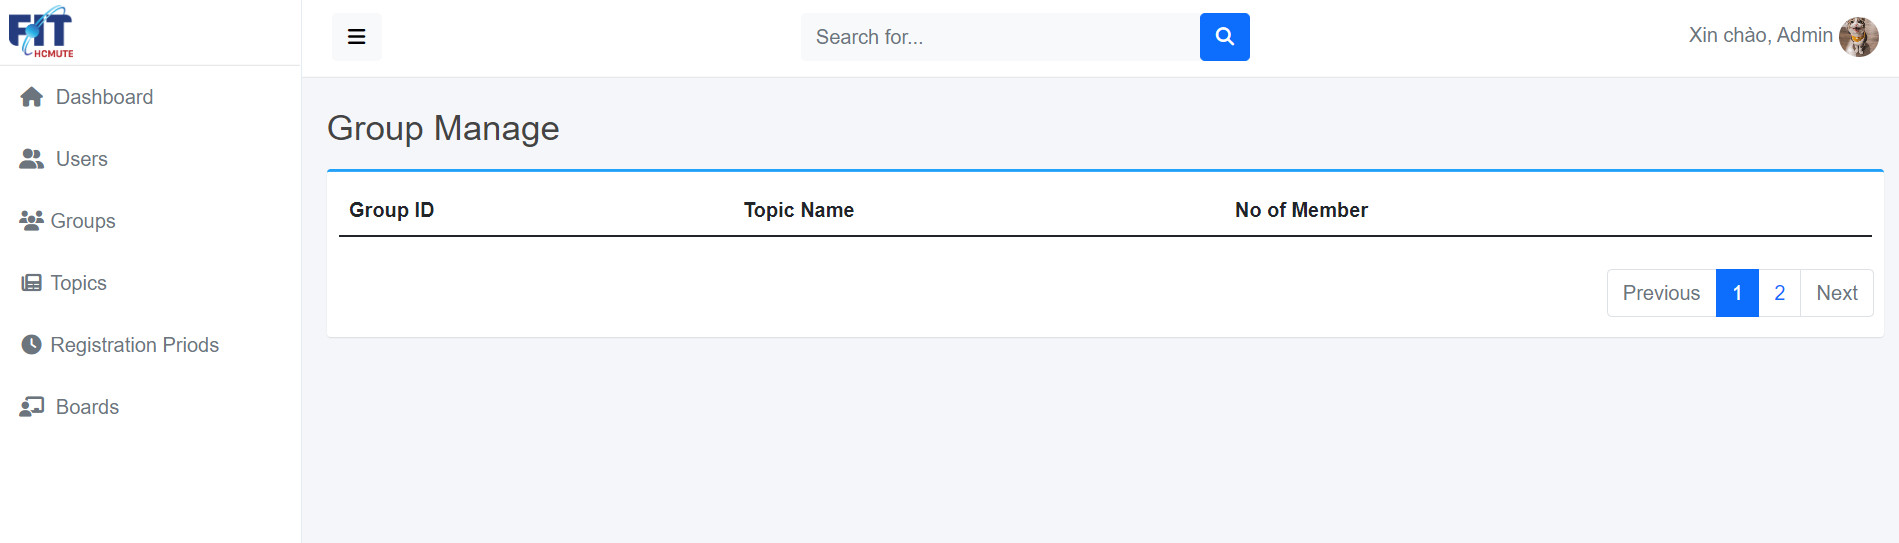 FIT
HCMUTE
Search for...
Xin chào, Admin
Dashboard
Users
Groups
Topics
Registration Priods
Boards
Group Manage
Group ID Topic Name No of Member
Previous 1 2 Next